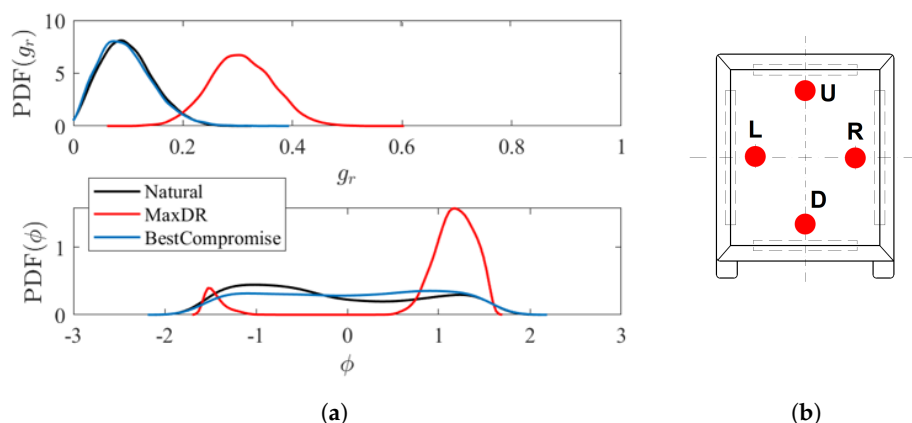 10
5
0
PDF(g_r)
0 0.2 0.4 0.6 0.8 1
g_r
Natural
MaxDR
BestCompromise
1
0
PDF(ϕ)
-3 -2 -1 0 1 2 3
ϕ
(a)
U
L R
D
(b)